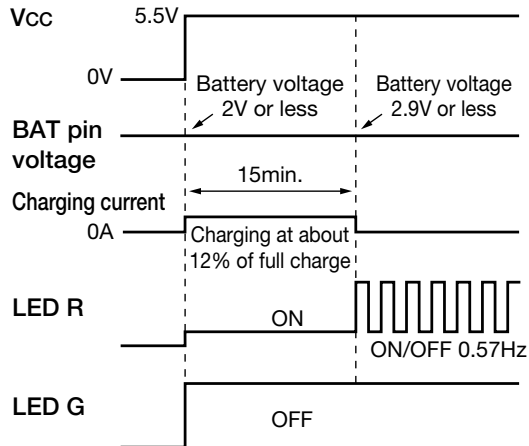 VCC 5.5V
0V
Battery voltage
2V or less
Battery voltage
2.9V or less
BAT pin
voltage
15min.
Charging current
0A
Charging at about
12% of full charge
LED R
ON
ON/OFF 0.57Hz
LED G
OFF